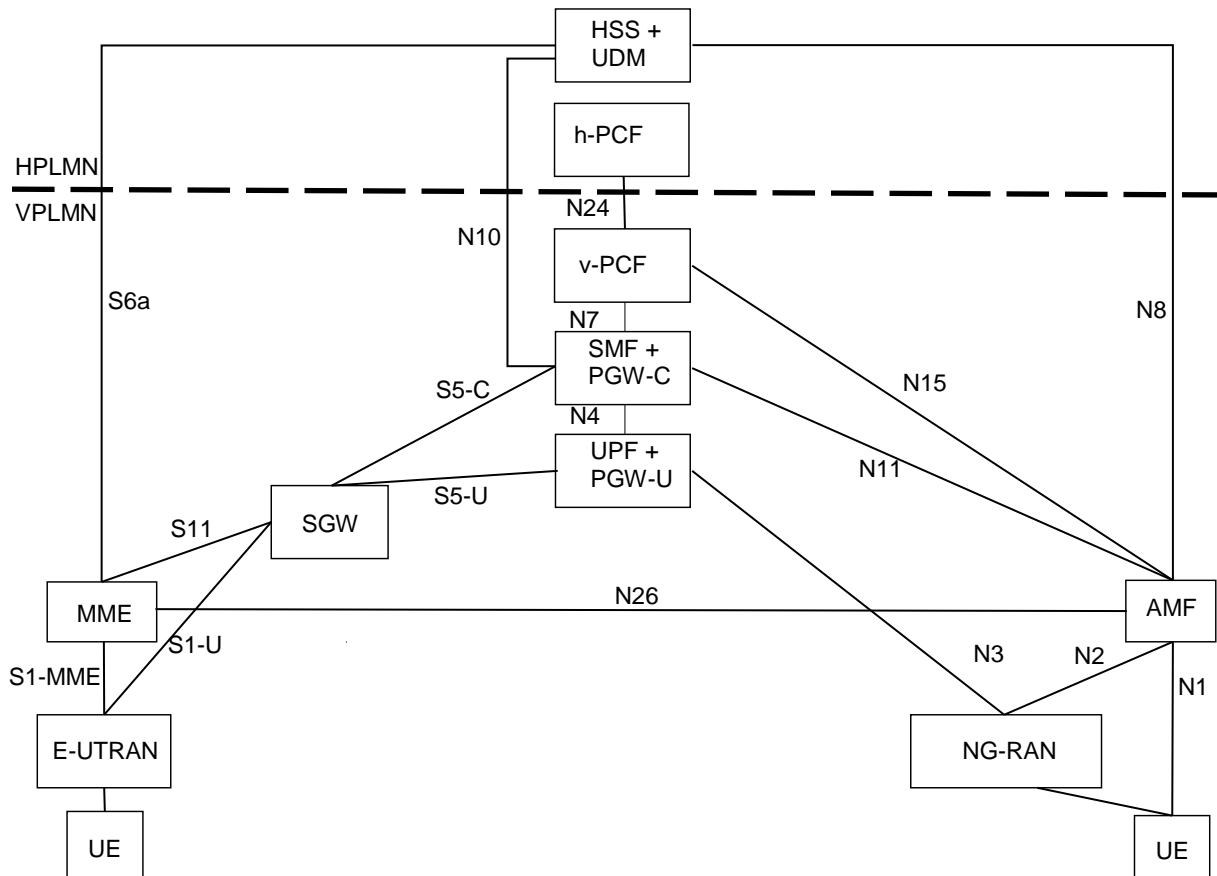 HSS +
UDM
h-PCF
HPLMN
VPLMN
N24
N10
v-PCF
S6a
N8
N7
SMF +
PGW-C
N15
S5-C
N4
UPF +
PGW-U
N11
S5-U
SGW
S11
MME
N26
AMF
S1-U
N3
N2
S1-MME
N1
E-UTRAN
NG-RAN
UE
UE